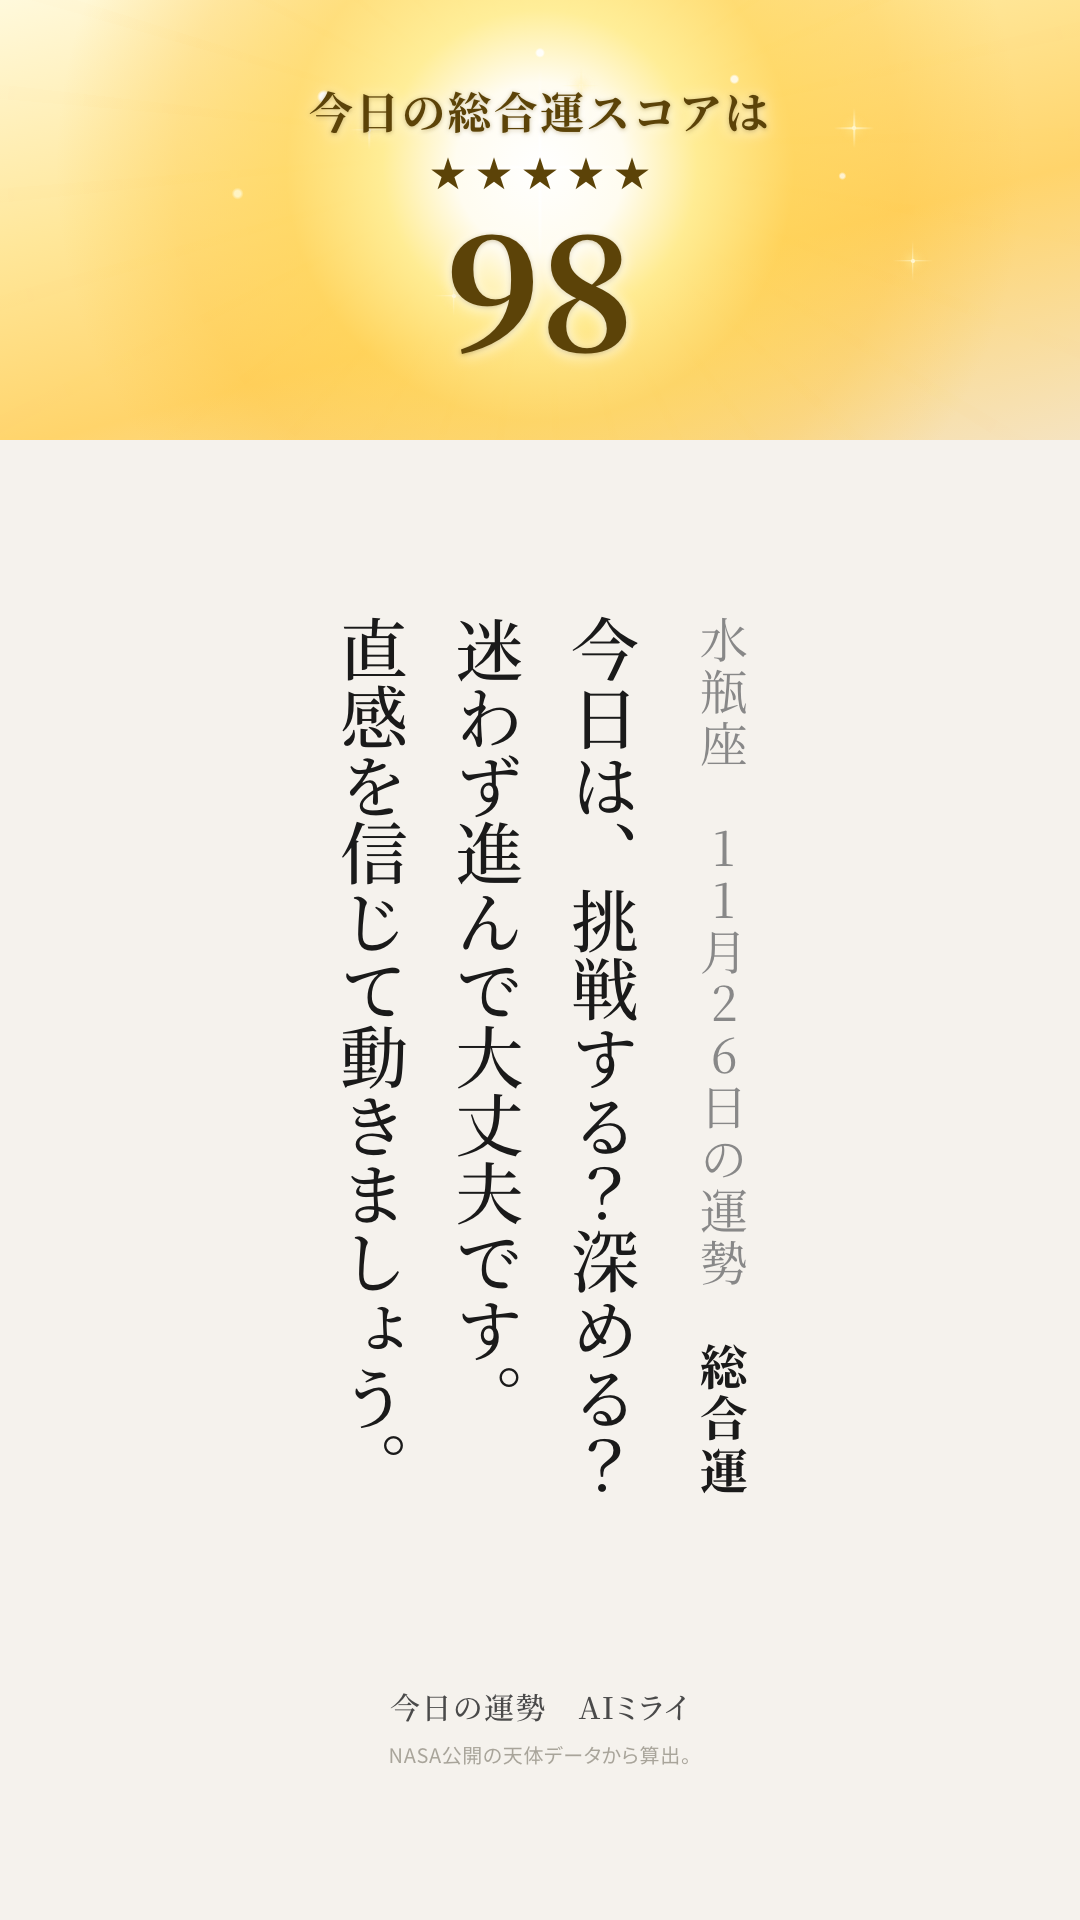 今日の総合運スコアは
★★★★★
98
水瓶座　11月26日の運勢　総合運
今日は、挑戦する？深める？
迷わず進んで大丈夫です。
直感を信じて動きましょう。
今日の運勢　AIミライ
NASA公開の天体データから算出。